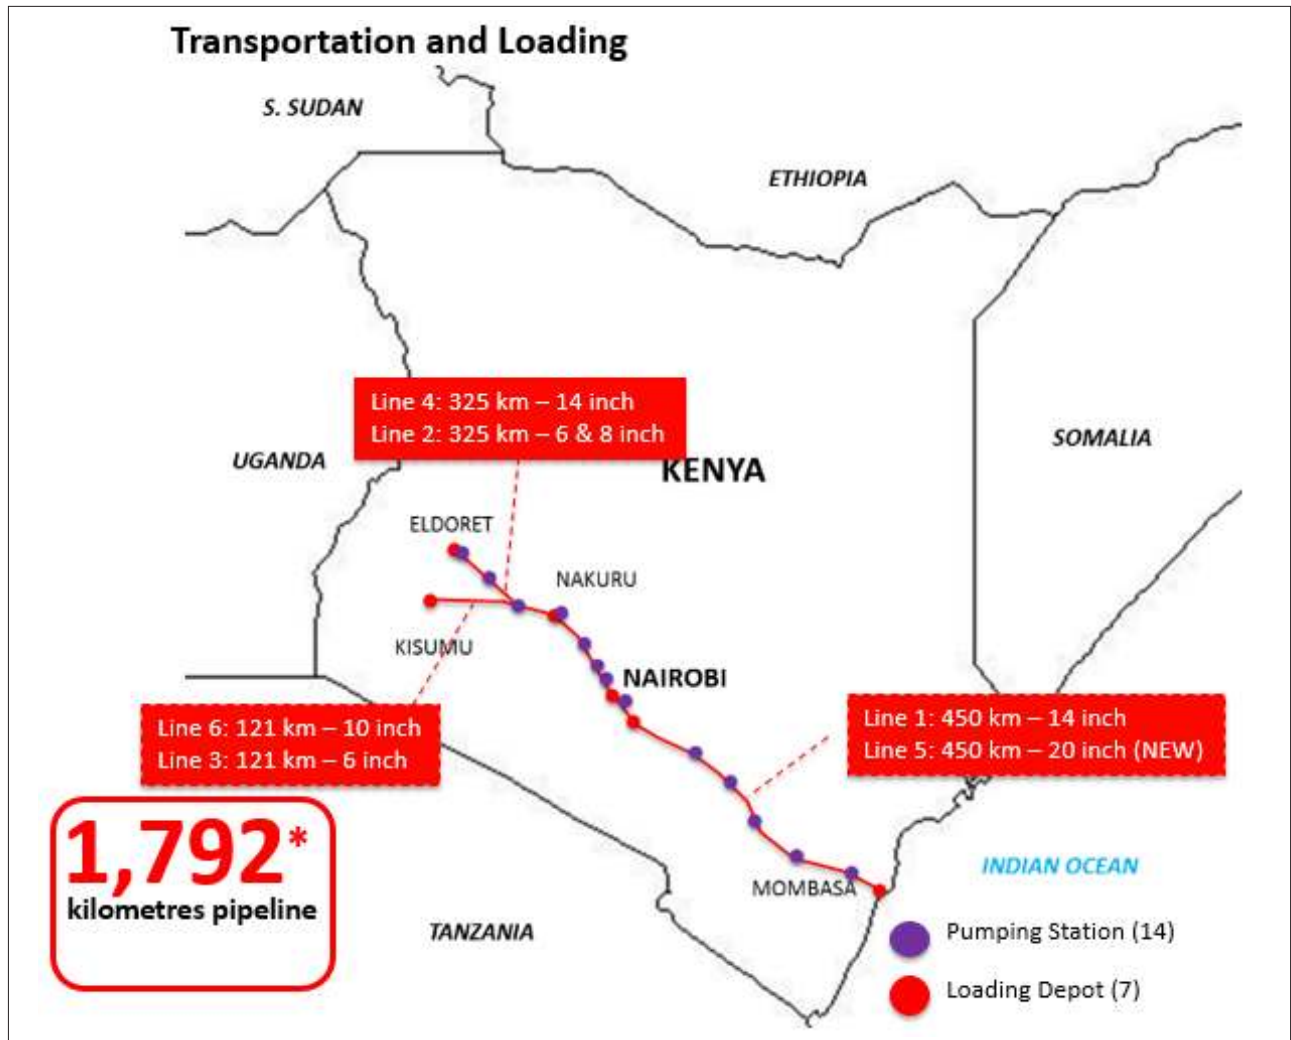 Transportation and Loading
S. SUDAN
ETHIOPIA
Line 4: 325 km – 14 inch
Line 2: 325 km – 6 & 8 inch
UGANDA
KENYA
SOMALIA
ELDORET
NAKURU
KISUMU
NAIROBI
Line 6: 121 km – 10 inch
Line 3: 121 km – 6 inch
Line 1: 450 km – 14 inch
Line 5: 450 km – 20 inch (NEW)
1,792*
kilometres pipeline
INDIAN OCEAN
MOMBASA
TANZANIA
Pumping Station (14)
Loading Depot (7)